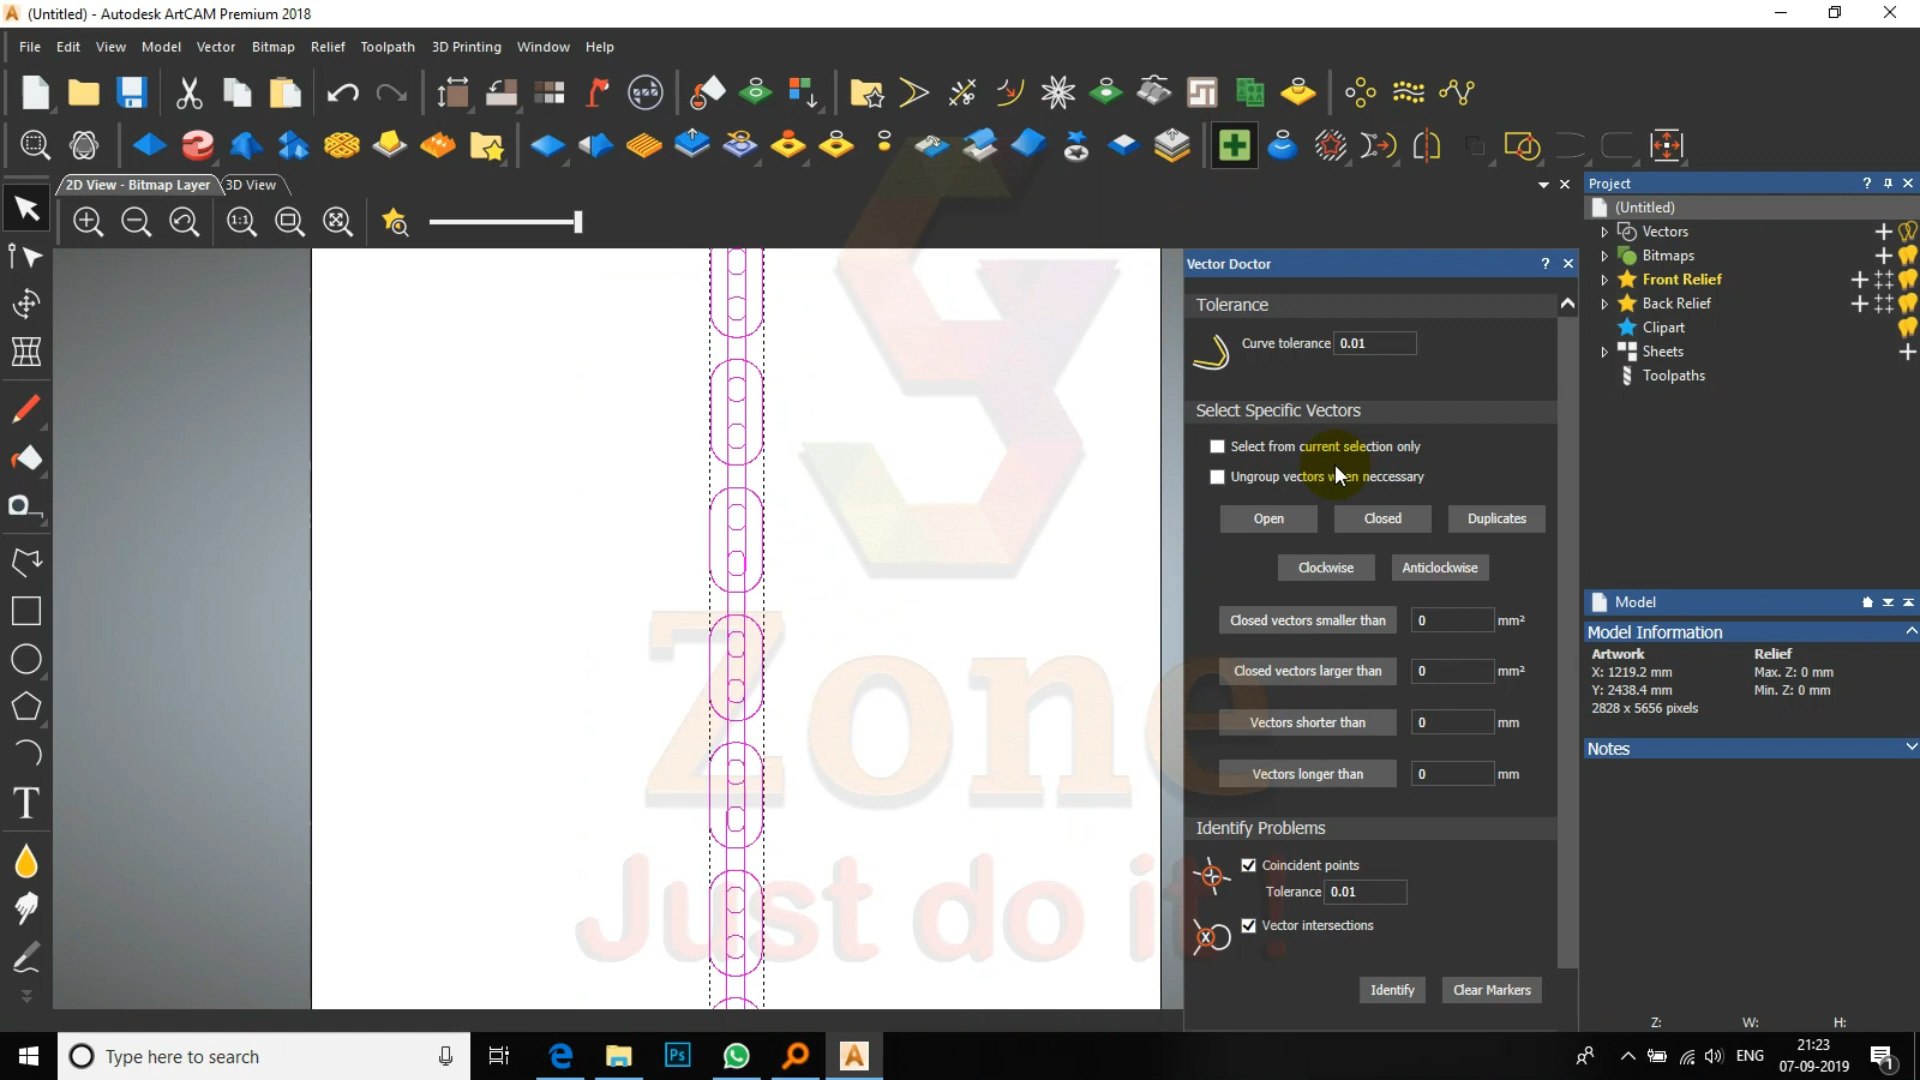 (Untitled) - Autodesk ArtCAM Premium 2018
File Edit View Model Vector Bitmap Relief Toolpath 3D Printing Window Help
2D View - Bitmap Layer 3D View
1:1
Vector Doctor ?
Tolerance
Curve tolerance 0.01
Select Specific Vectors
Select from current selection only
Ungroup vectors when neccessary
Open Closed Duplicates
Clockwise Anticlockwise
Closed vectors smaller than 0 mm²
Closed vectors larger than 0 mm²
Vectors shorter than 0 mm
Vectors longer than 0 mm
Identify Problems
Coincident points
Tolerance 0.01
Vector intersections
Identify Clear Markers
Project ?
(Untitled)
Vectors
Bitmaps
Front Relief
Back Relief
Clipart
Sheets
Toolpaths
Model
Model Information
Artwork Relief
X: 1219.2 mm Max. Z: 0 mm
Y: 2438.4 mm Min. Z: 0 mm
2828 x 5656 pixels
Notes
Z: W: H:
Zone
Just do it !
Type here to search
Ps
ENG
21:23
07-09-2019
1